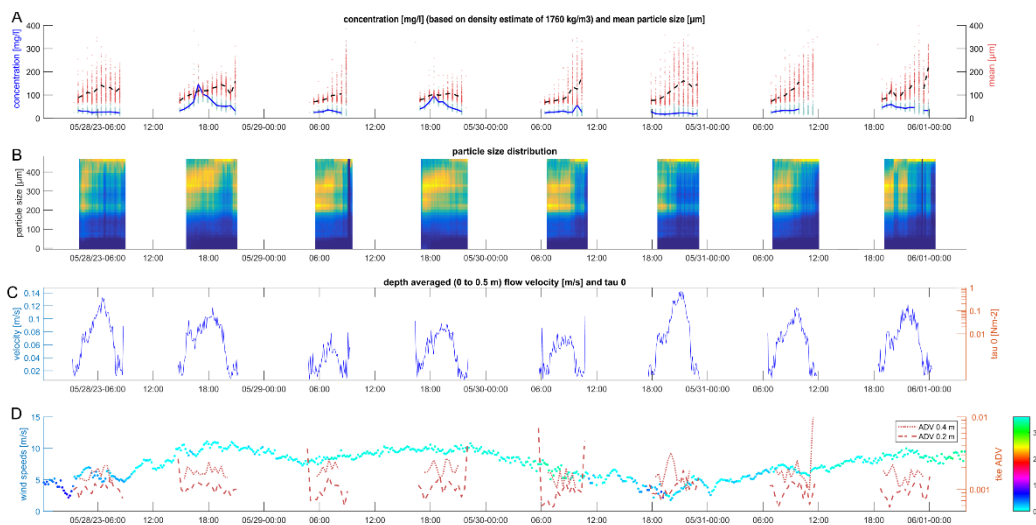 A
concentration [mg/l] (based on density estimate of 1760 kg/m3) and mean particle size [µm]
concentration [mg/l]
400
300
200
100
0
400
300
200
100
0
mean [µm]
05/28/23-06:00 12:00 18:00 05/29-00:00 06:00 12:00 18:00 05/30-00:00 06:00 12:00 18:00 05/31-00:00 06:00 12:00 18:00 06/01-00:00
B
particle size distribution
particle size [µm]
400
300
200
100
0
05/28/23-06:00 12:00 18:00 05/29-00:00 06:00 12:00 18:00 05/30-00:00 06:00 12:00 18:00 05/31-00:00 06:00 12:00 18:00 06/01-00:00
C
depth averaged (0 to 0.5 m) flow velocity [m/s] and tau 0
velocity [m/s]
0.14
0.12
0.1
0.08
0.06
0.04
0.02
1
0.1
0.01
tau 0 [Nm-2]
05/28/23-06:00 12:00 18:00 05/29-00:00 06:00 12:00 18:00 05/30-00:00 06:00 12:00 18:00 05/31-00:00 06:00 12:00 18:00 06/01-00:00
D
wind speeds [m/s]
15
10
5
0
ADV 0.4 m
ADV 0.2 m
0.01
0.001
tke ADV
05/28/23-06:00 12:00 18:00 05/29-00:00 06:00 12:00 18:00 05/30-00:00 06:00 12:00 18:00 05/31-00:00 06:00 12:00 18:00 06/01-00:00